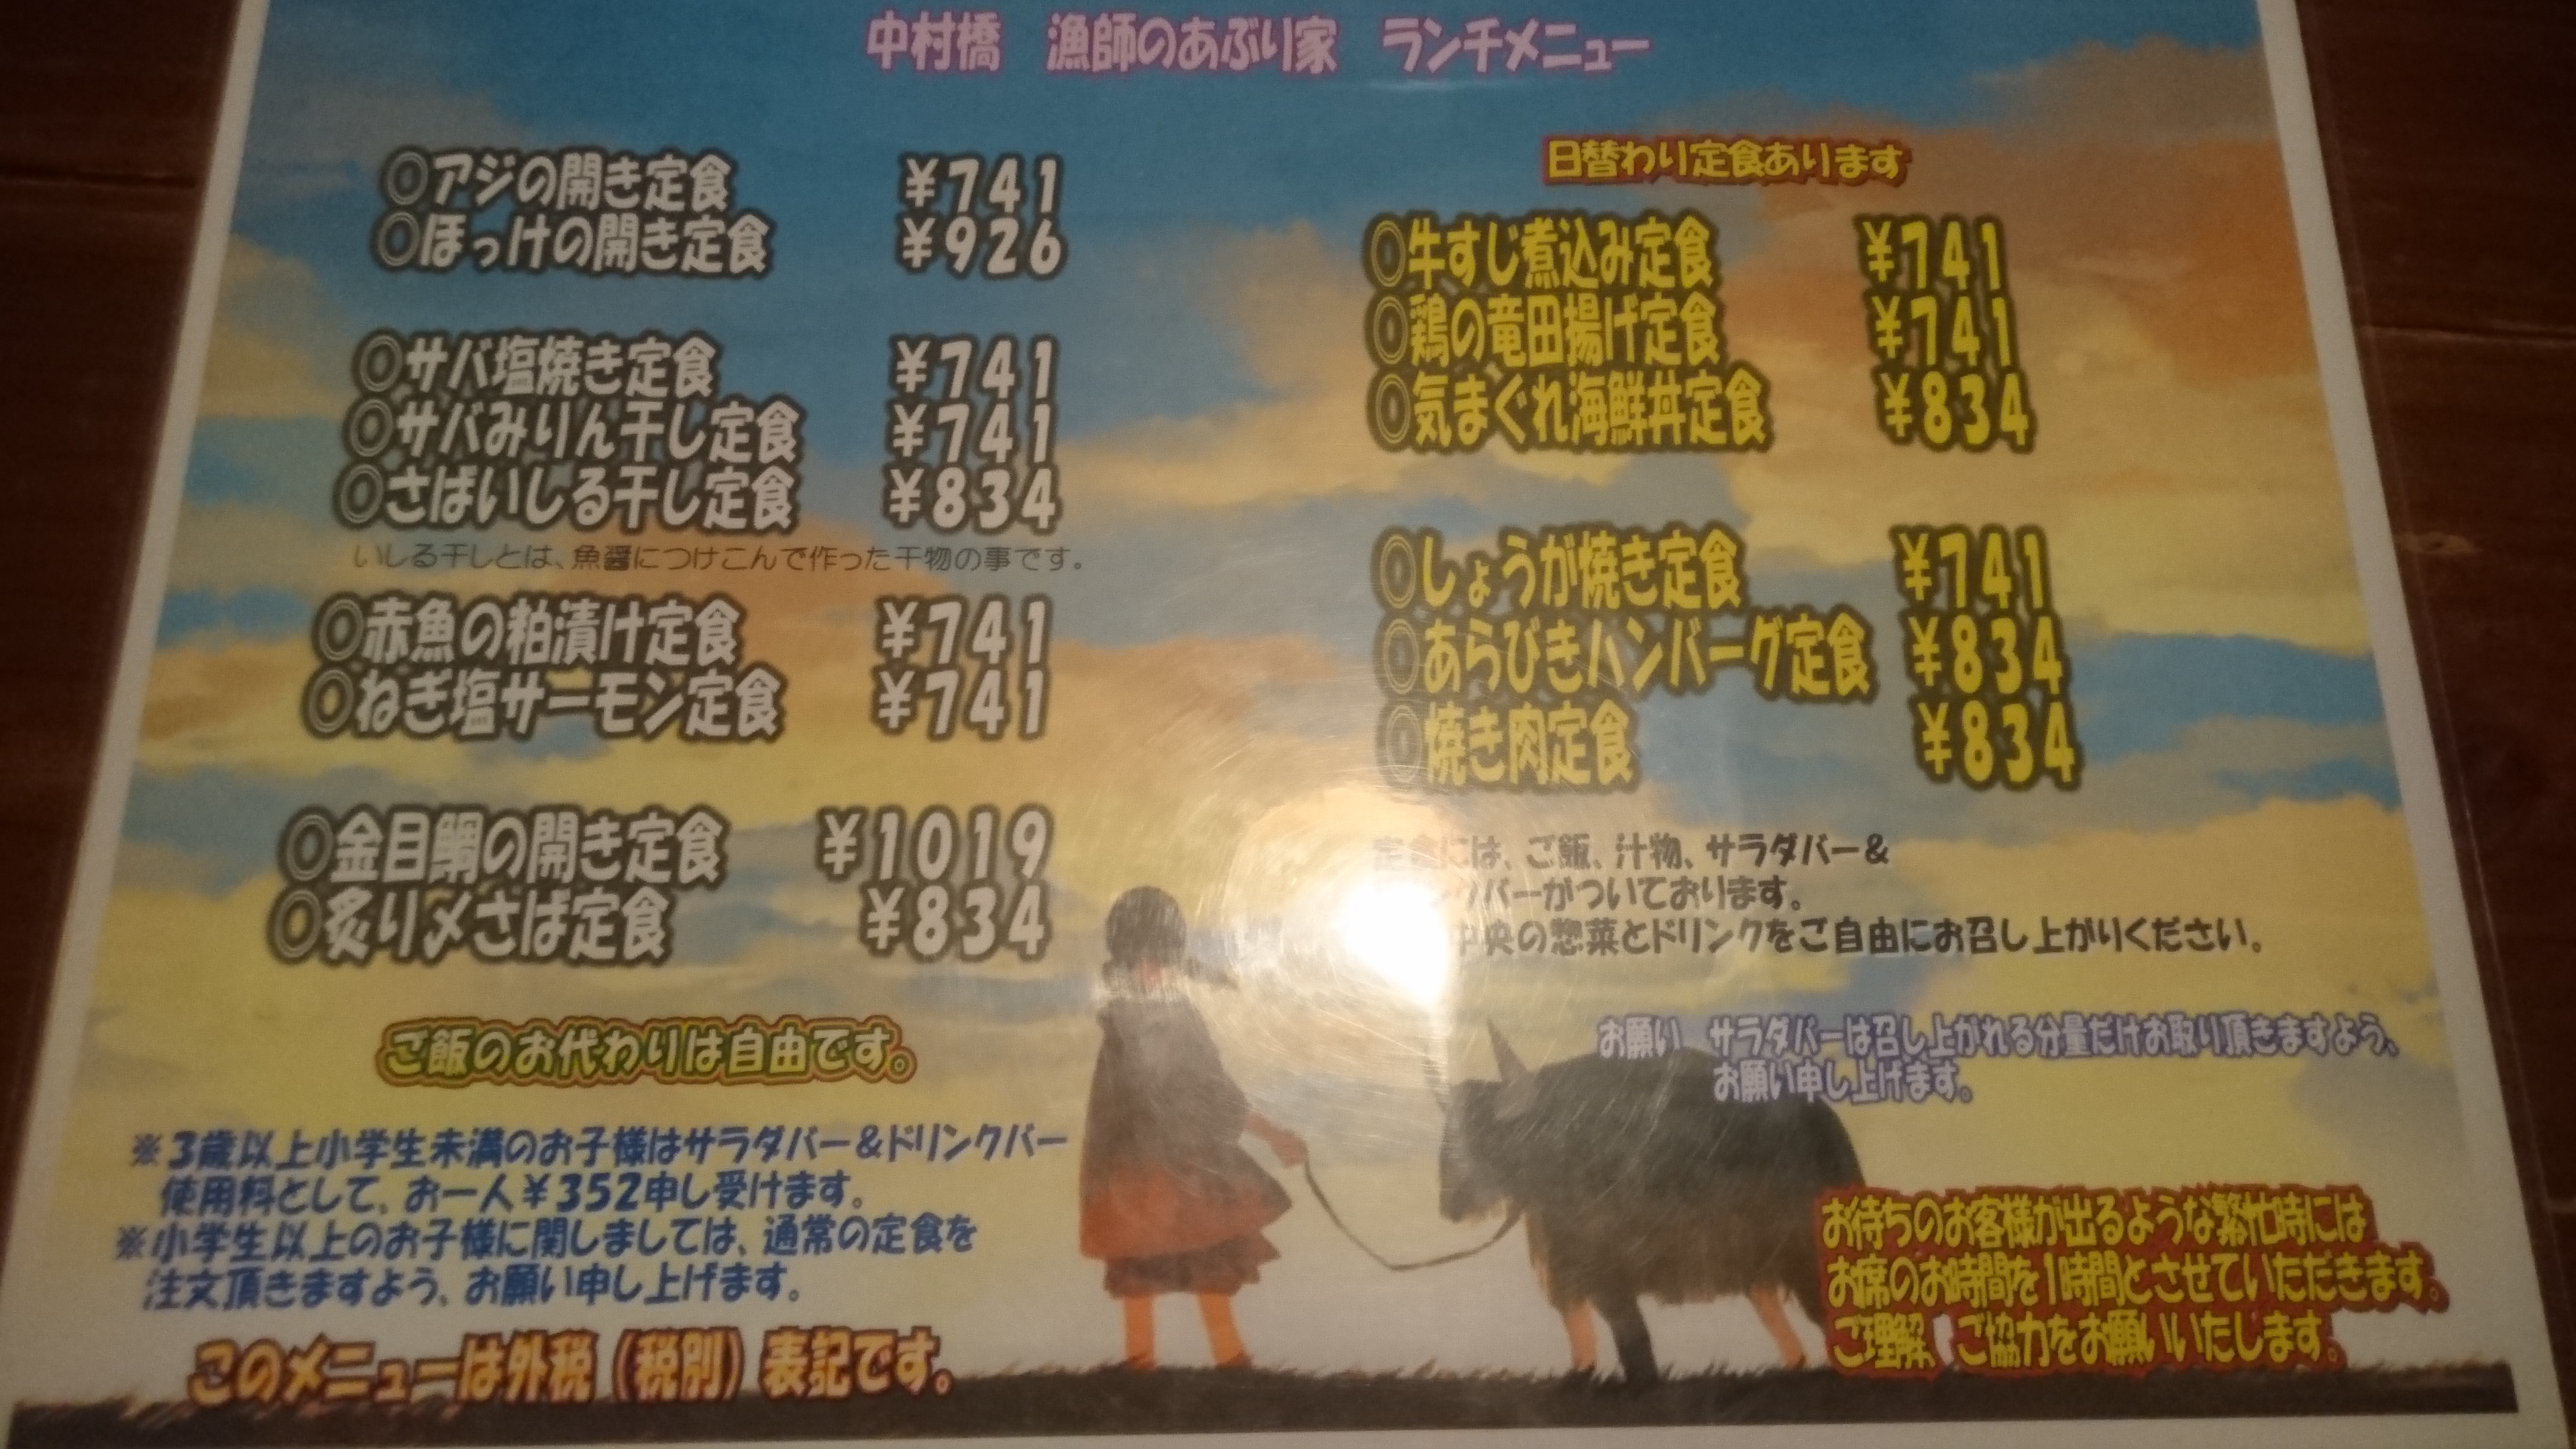 中村橋　漁師のあぶり家　ランチメニュー
◎アジの開き定食　¥741
◎ほっけの開き定食　¥926
◎サバ塩焼き定食　¥741
◎サバみりん干し定食　¥741
◎さばいしる干し定食　¥834
いしる干しとは、魚醤につけこんで作った干物の事です。
◎赤魚の粕漬け定食　¥741
◎ねぎ塩サーモン定食　¥741
◎金目鯛の開き定食　¥1019
◎炙り〆さば定食　¥834
ご飯のお代わりは自由です。
※3歳以上小学生未満のお子様はサラダバー＆ドリンクバー
使用料として、お一人¥352申し受けます。
※小学生以上のお子様に関しましては、通常の定食を
注文頂きますよう、お願い申し上げます。
このメニューは外税（税別）表記です。
日替わり定食あります
◎牛すじ煮込み定食　¥741
◎鶏の竜田揚げ定食　¥741
◎気まぐれ海鮮丼定食　¥834
◎しょうが焼き定食　¥741
◎あらびきハンバーグ定食　¥834
◎焼き肉定食　¥834
定食には、ご飯、汁物、サラダバー＆
ンクバーがついております。
中央の惣菜とドリンクをご自由にお召し上がりください。
お願い　サラダバーは召し上がれる分量だけお取り頂きますよう、
お願い申し上げます。
お待ちのお客様が出るような繁忙時には
お席のお時間を1時間とさせていただきます。
ご理解、ご協力をお願いいたします。